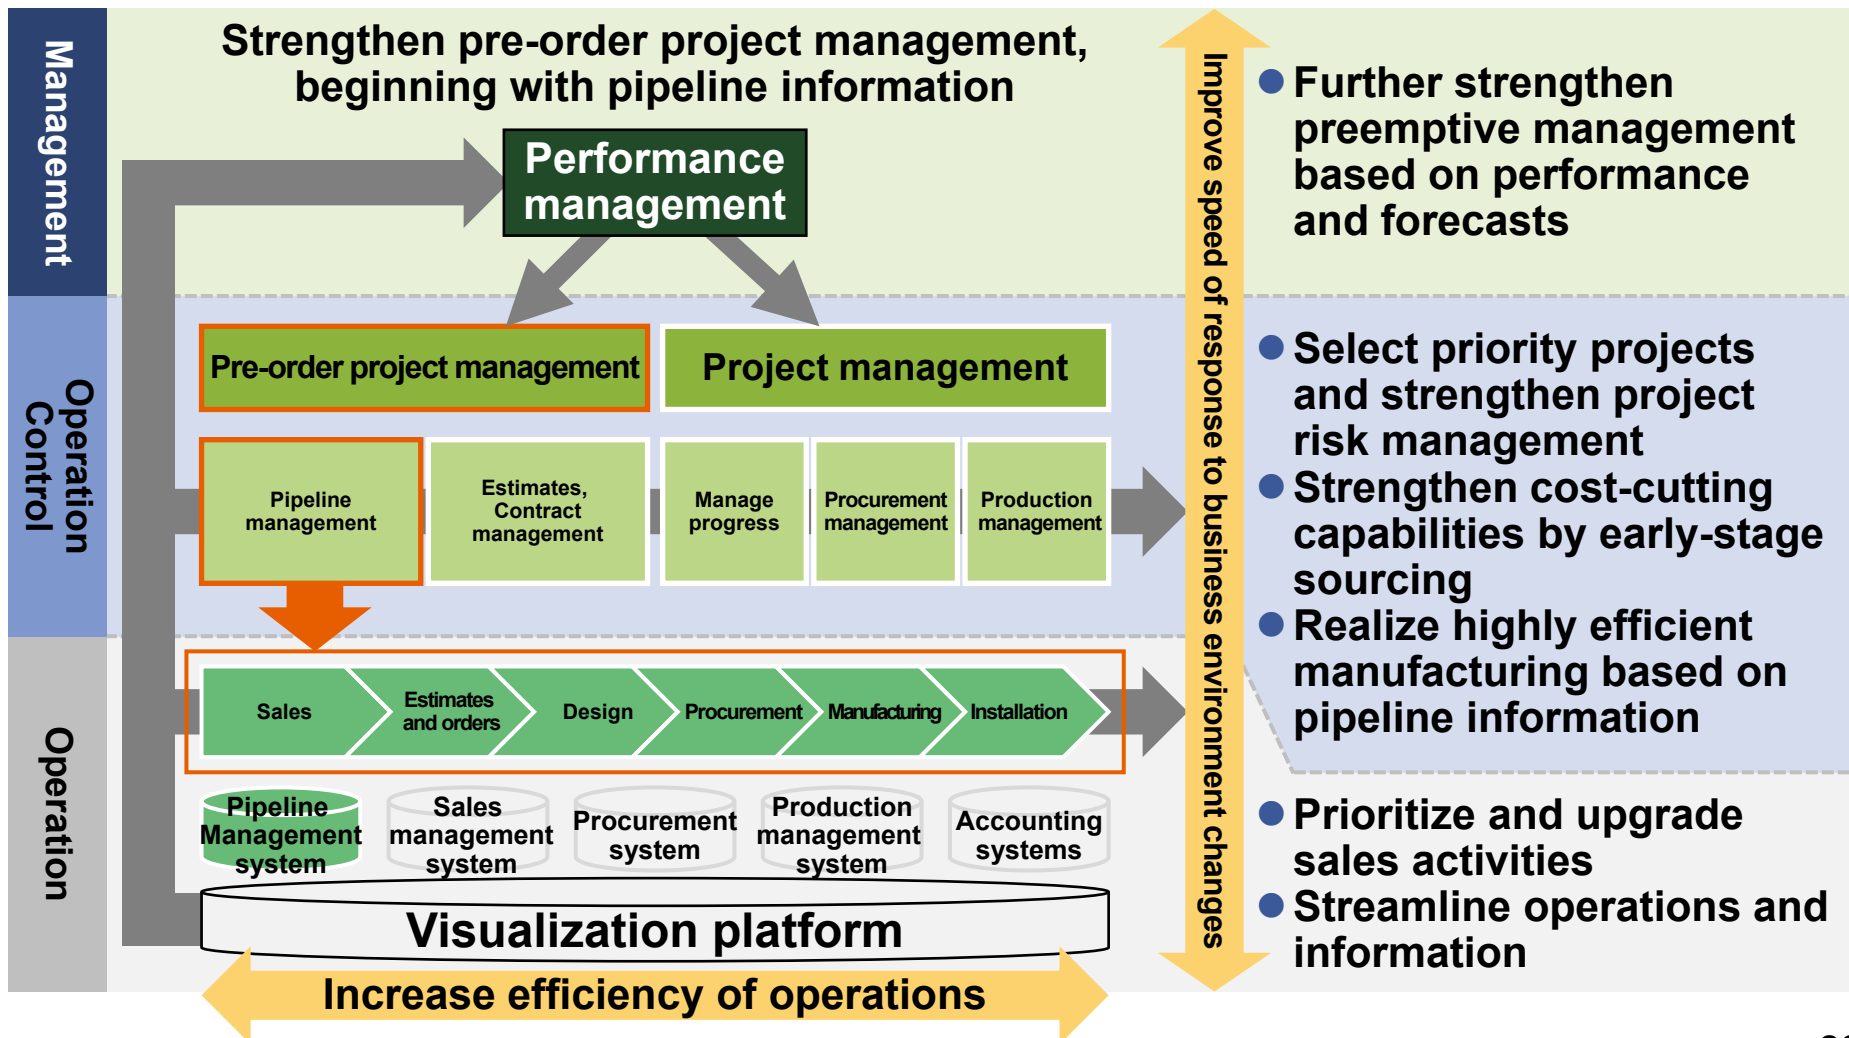 Management
Strengthen pre-order project management,
beginning with pipeline information
Performance
management
Improve speed of response to business environment changes
● Further strengthen
preemptive management
based on performance
and forecasts
Operation
Control
Pre-order project management
Project management
Pipeline
management
Estimates,
Contract
management
Manage
progress
Procurement
management
Production
management
● Select priority projects
and strengthen project
risk management
● Strengthen cost-cutting
capabilities by early-stage
sourcing
● Realize highly efficient
manufacturing based on
pipeline information
Operation
Sales
Estimates
and orders
Design
Procurement
Manufacturing
Installation
Pipeline
Management
system
Sales
management
system
Procurement
system
Production
management
system
Accounting
systems
Visualization platform
Increase efficiency of operations
● Prioritize and upgrade
sales activities
● Streamline operations and
information